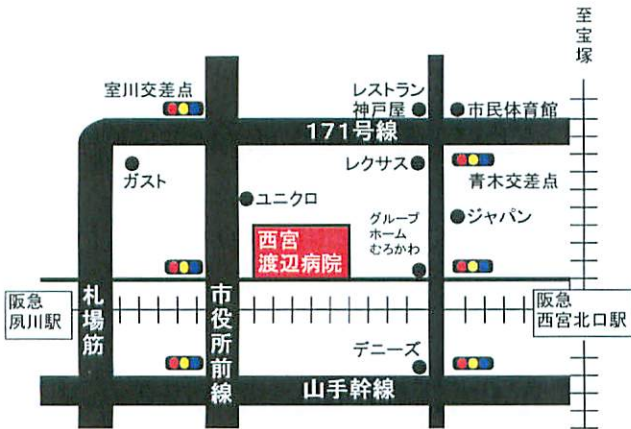 至宝塚
室川交差点
レストラン
神戸屋
市民体育館
171号線
ガスト
レクサス
青木交差点
ユニクロ
グループ
ホーム
むろかわ
ジャパン
西宮
渡辺病院
阪急
夙川駅
札場筋
市役所前線
阪急
西宮北口駅
デニーズ
山手幹線